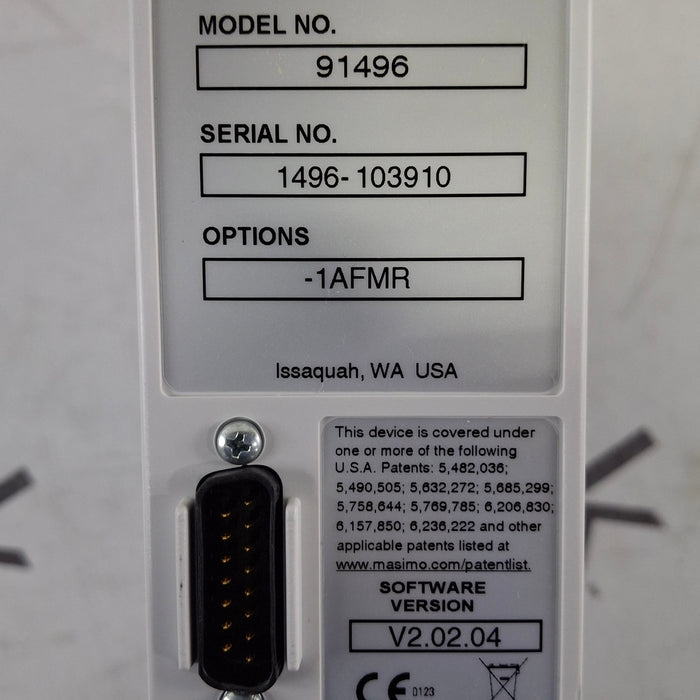 MODEL NO.
91496
SERIAL NO.
1496-103910
OPTIONS
-1AFMR
Issaquah, WA USA
This device is covered under
one or more of the following
U.S.A. Patents: 5,482,036;
5,490,505; 5,632,272; 5,685,299;
5,758,644; 5,769,785; 6,206,830;
6,157,850; 6,236,222 and other
applicable patents listed at
www.masimo.com/patentlist.
SOFTWARE
VERSION
V2.02.04
CE 0123